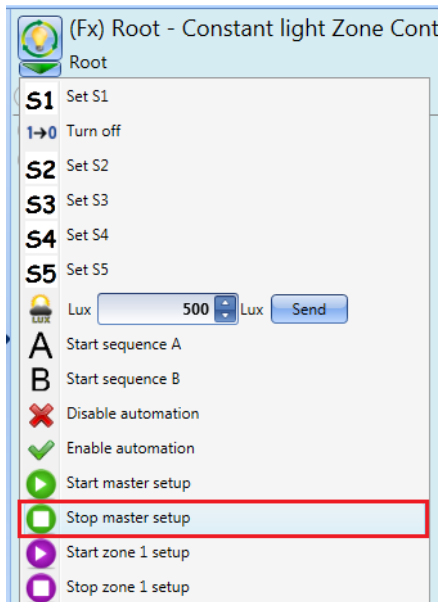 (Fx) Root - Constant light Zone Cont
Root
S1 Set S1
1→0 Turn off
S2 Set S2
S3 Set S3
S4 Set S4
S5 Set S5
LUX Lux 500 Lux Send
A Start sequence A
B Start sequence B
Disable automation
Enable automation
Start master setup
Stop master setup
Start zone 1 setup
Stop zone 1 setup